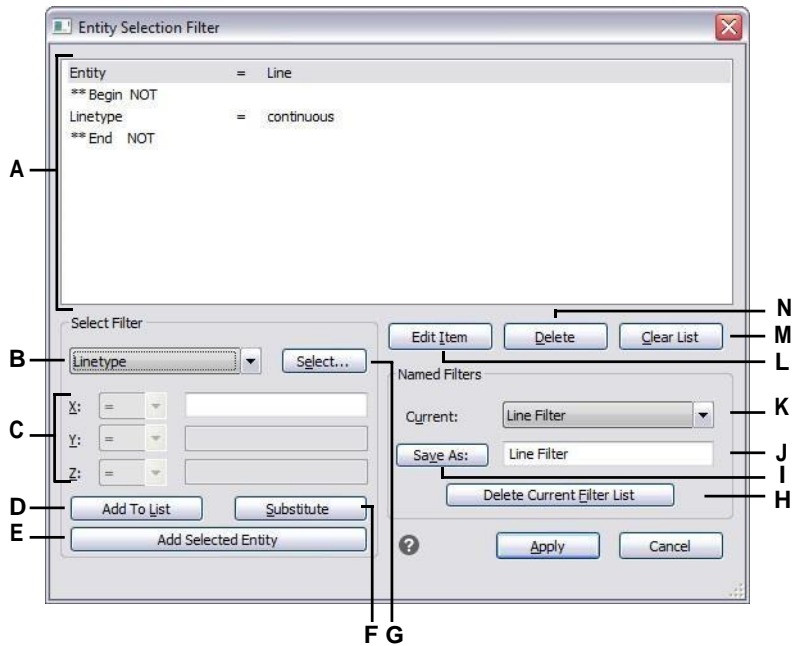 Entity Selection Filter
Entity = Line
** Begin NOT
Linetype = continuous
** End NOT
A
N
Select Filter
Edit Item Delete Clear List M
L
B Linetype Select...
Named Filters
K
Current: Line Filter
C
X: =
Y: =
Z: =
J
Save As: Line Filter
I
Delete Current Filter List H
D Add To List Substitute
E Add Selected Entity
? Apply Cancel
F G